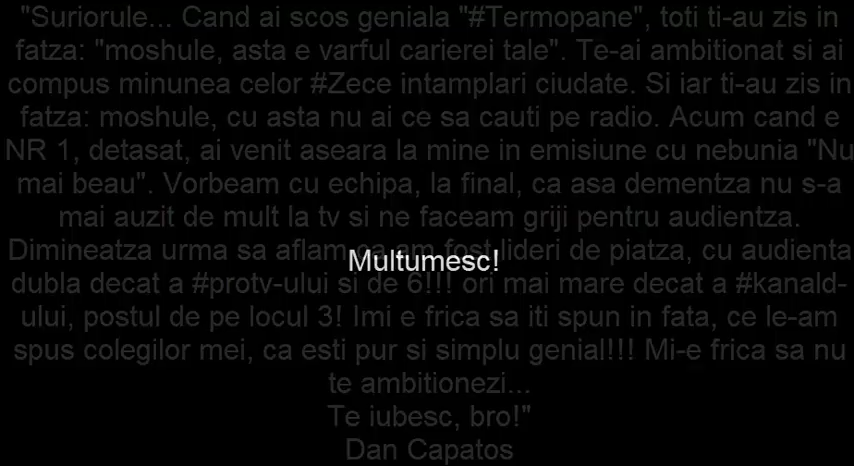 "Suriorule... Cand ai scos geniala "#Termopane", toti ti-au zis in
fatza: "moshule, asta e varful carierei tale". Te-ai ambitionat si ai
compus minunea celor #Zece intamplari ciudate. Si iar ti-au zis in
fatza: moshule, cu asta nu ai ce sa cauti pe radio. Acum cand e
NR 1, detasat, ai venit aseara la mine in emisiune cu nebunia "Nu
mai beau". Vorbeam cu echipa, la final, ca asa dementza nu s-a
mai auzit de mult la tv si ne faceam griji pentru audientza.
Dimineatza urma sa aflam am fost lideri de piatza, cu audienta
Multumesc!
dubla decat a #protv-ului si de 6!!! ori mai mare decat a #kanald-
ului, postul de pe locul 3! Imi e frica sa iti spun in fata, ce le-am
spus colegilor mei, ca esti pur si simplu genial!!! Mi-e frica sa nu
te ambitionezi...
Te iubesc, bro!"
Dan Capatos